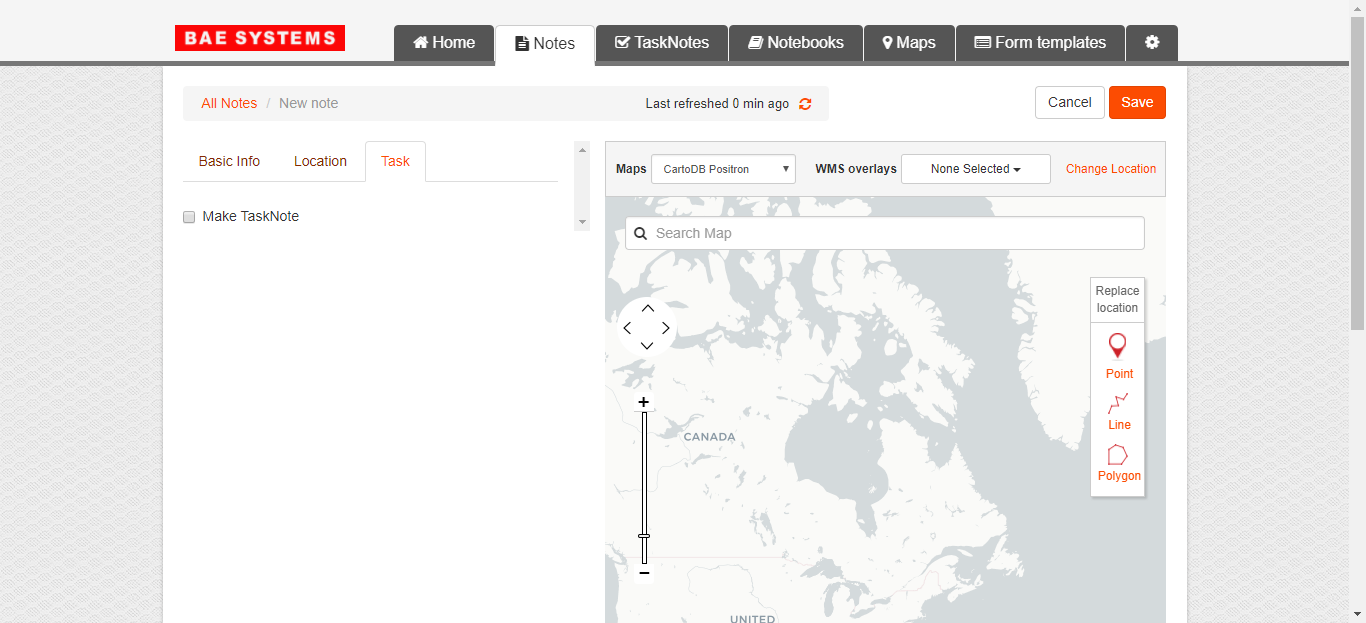 BAE SYSTEMS
Home
Notes
TaskNotes
Notebooks
Maps
Form templates
All Notes / New note
Last refreshed 0 min ago
Cancel
Save
Basic Info
Location
Task
Make TaskNote
Maps
CartoDB Positron
WMS overlays
None Selected
Change Location
Search Map
Replace
location
Point
Line
Polygon
+
CANADA
−
UNITED